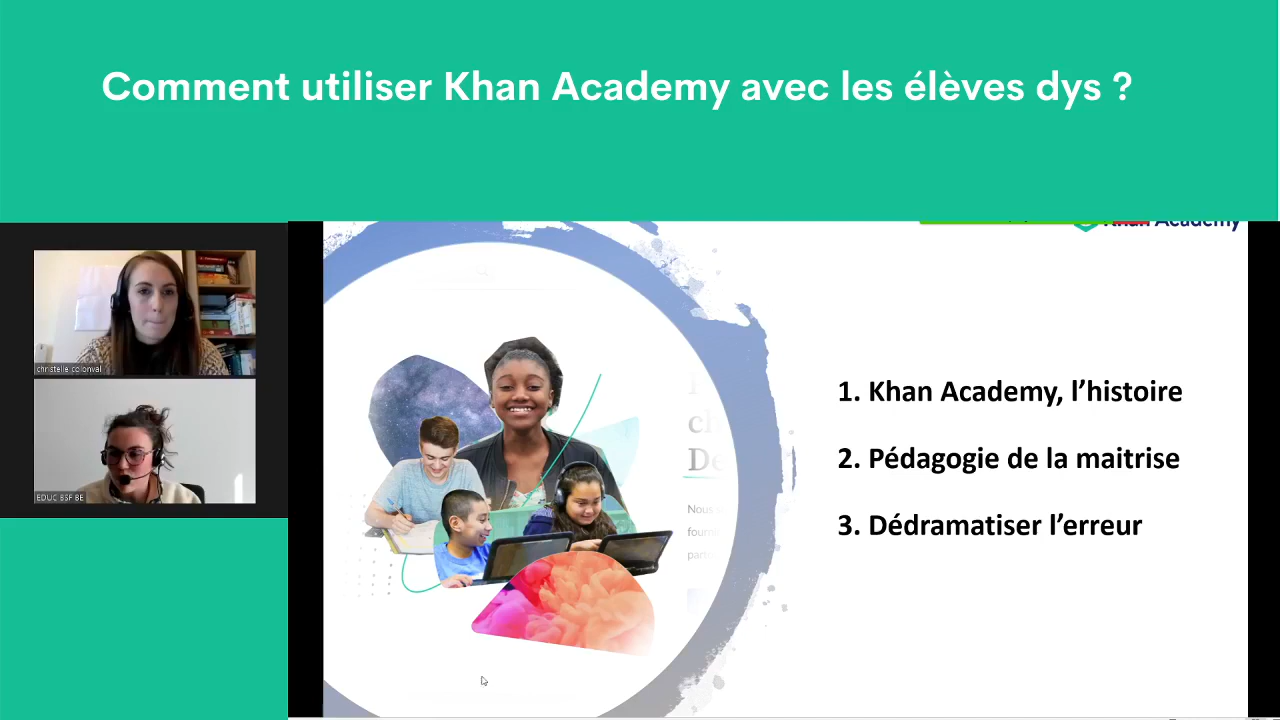 Comment utiliser Khan Academy avec les élèves dys ?
christelle colonval
EDUC BSF BE
Khan Academy
1. Khan Academy, l’histoire
2. Pédagogie de la maitrise
3. Dédramatiser l’erreur
Nous